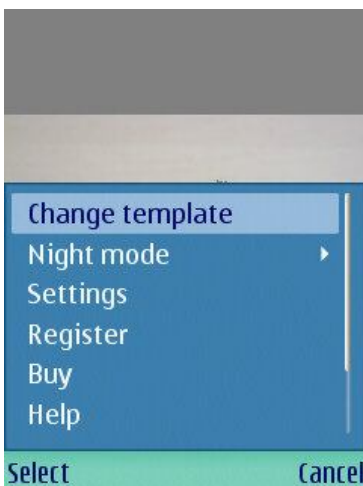 Change template
Night mode
Settings
Register
Buy
Help
Select Cancel